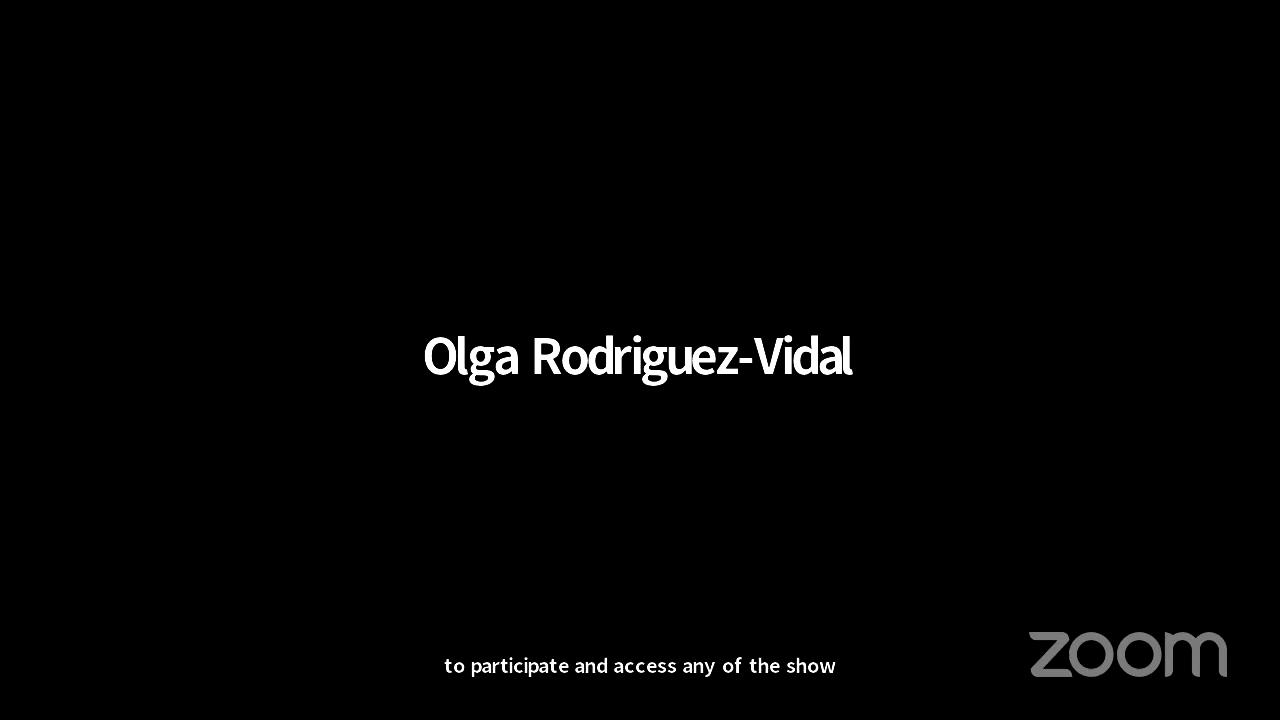 Olga Rodriguez-Vidal
to participate and access any of the show
zoom